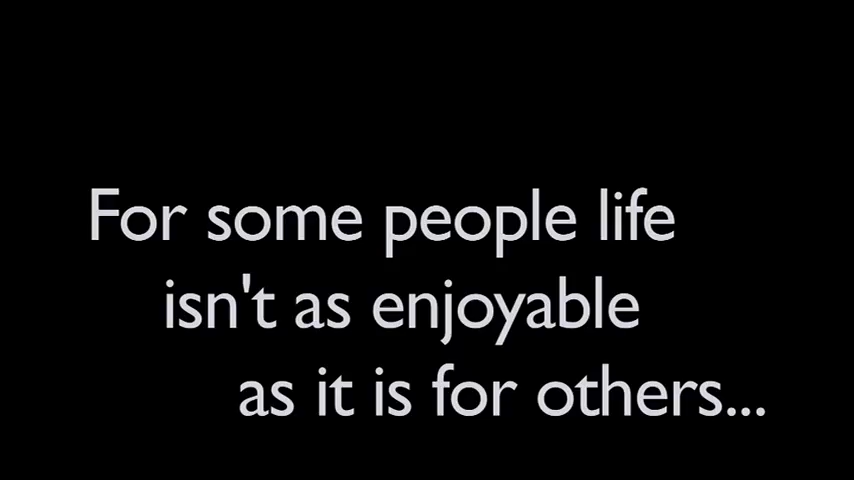 For some people life
isn't as enjoyable
as it is for others...